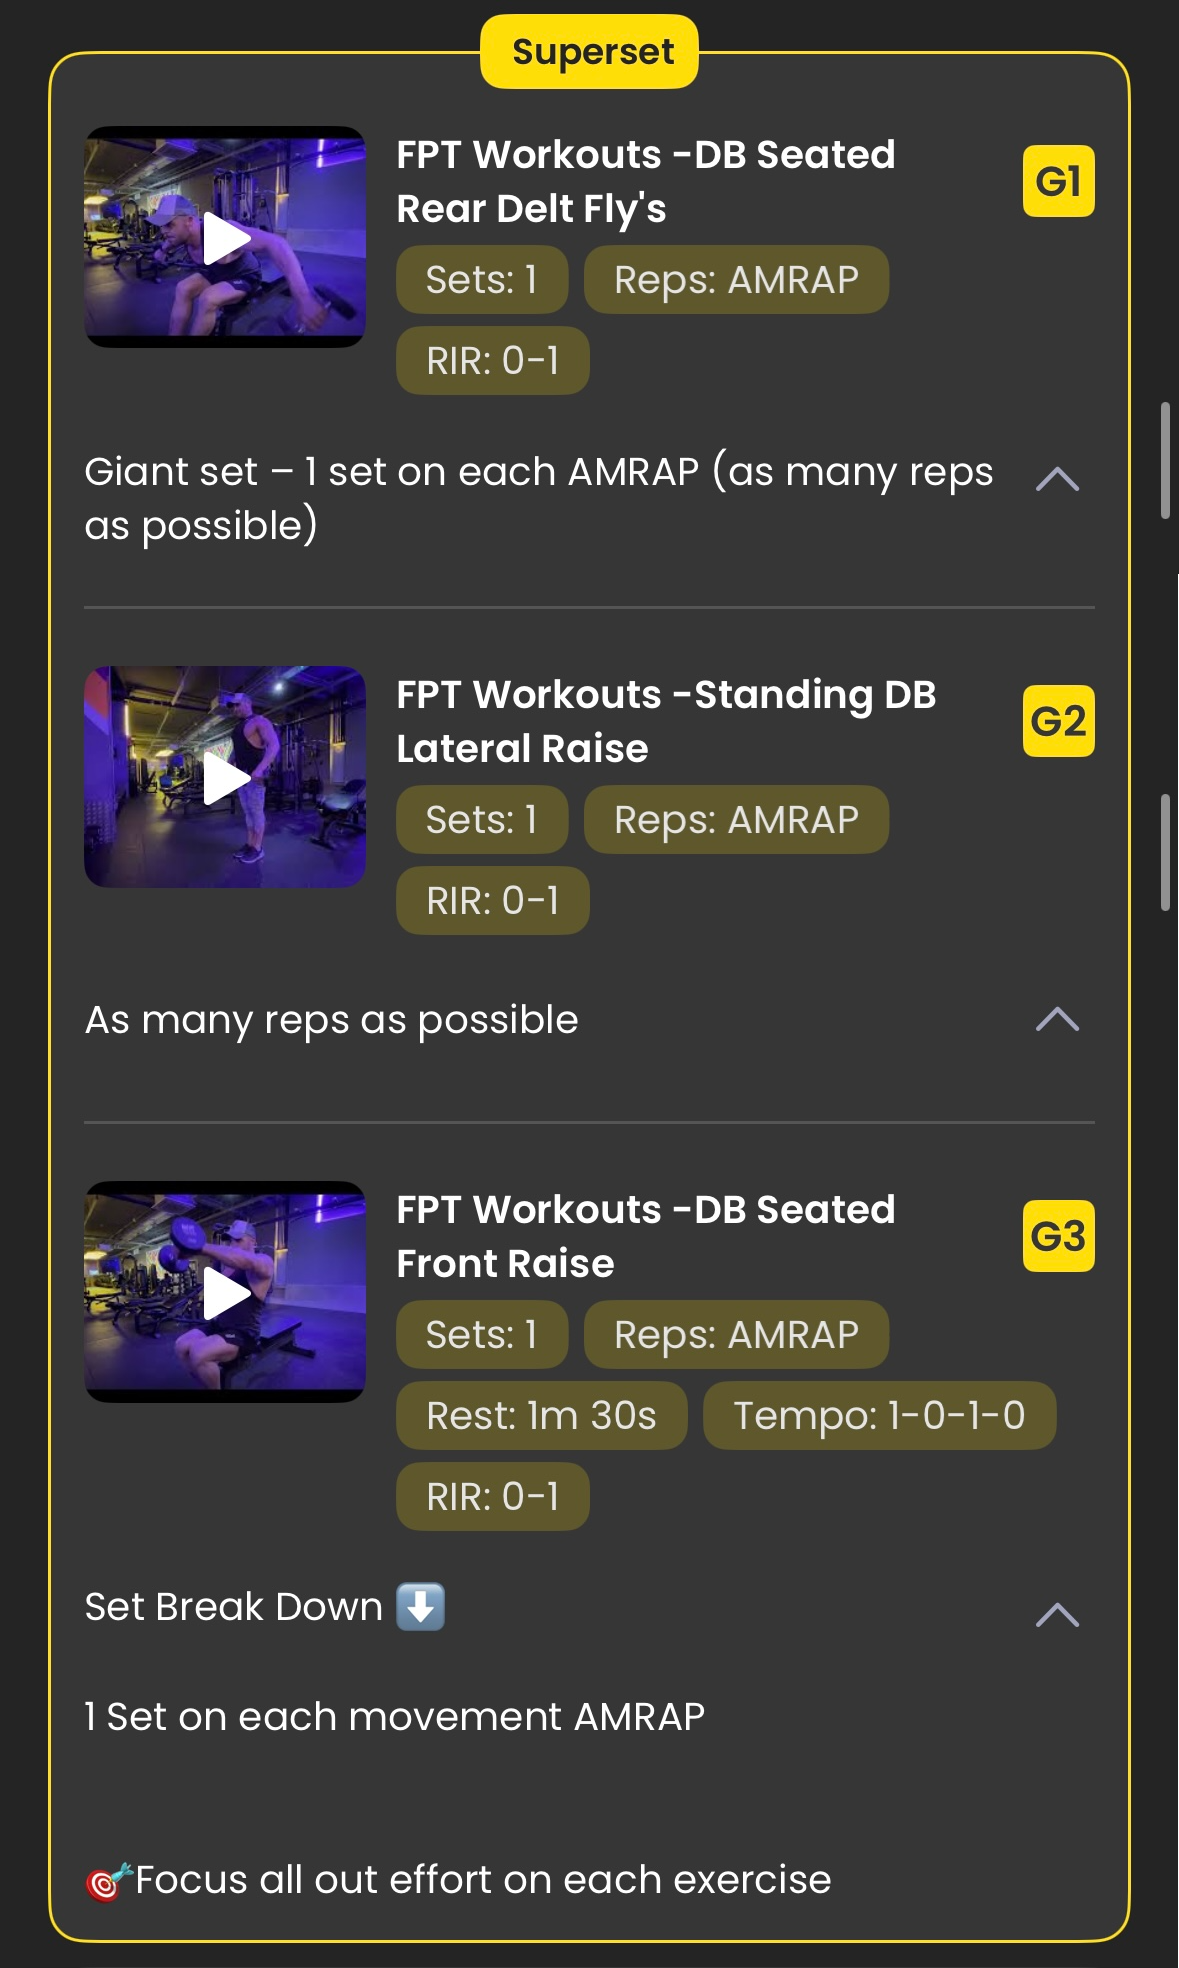 Superset
FPT Workouts -DB Seated
Rear Delt Fly's
G1
Sets: 1
Reps: AMRAP
RIR: 0-1
Giant set – 1 set on each AMRAP (as many reps
as possible)
FPT Workouts -Standing DB
Lateral Raise
G2
Sets: 1
Reps: AMRAP
RIR: 0-1
As many reps as possible
FPT Workouts -DB Seated
Front Raise
G3
Sets: 1
Reps: AMRAP
Rest: 1m 30s
Tempo: 1-0-1-0
RIR: 0-1
Set Break Down ⬇️
1 Set on each movement AMRAP
🎯Focus all out effort on each exercise